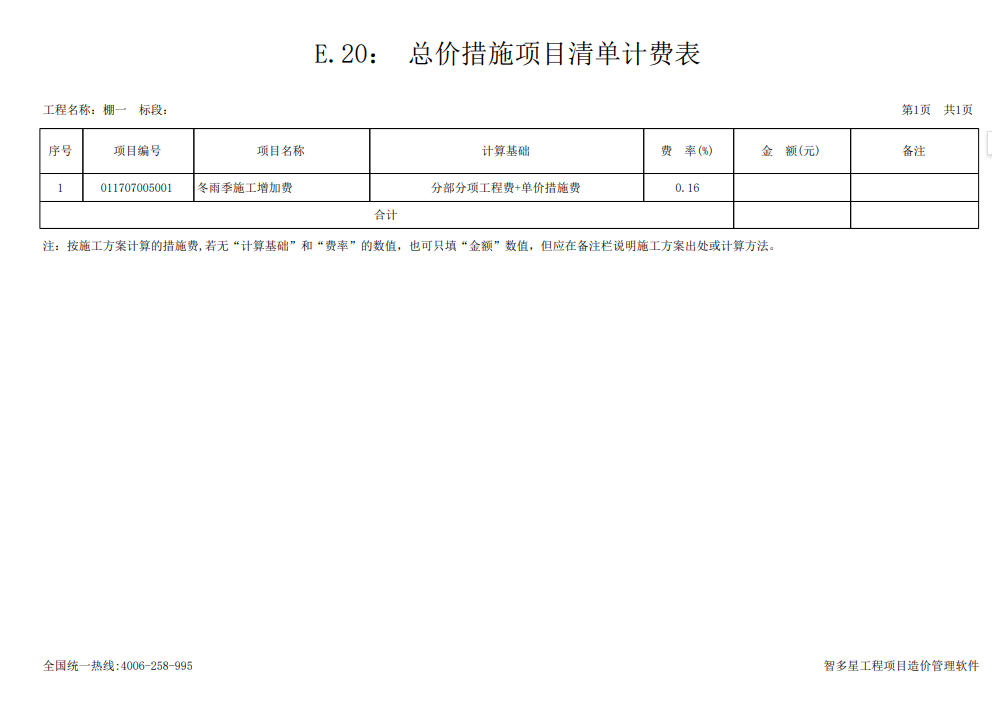 E.20： 总价措施项目清单计费表
工程名称：棚一 标段： 第1页 共1页
序号 项目编号 项目名称 计算基础 费 率(%) 金 额(元) 备注
1 011707005001 冬雨季施工增加费 分部分项工程费+单价措施费 0.16
合计
注：按施工方案计算的措施费,若无“计算基础”和“费率”的数值，也可只填“金额”数值，但应在备注栏说明施工方案出处或计算方法。
全国统一热线:4006-258-995 智多星工程项目造价管理软件